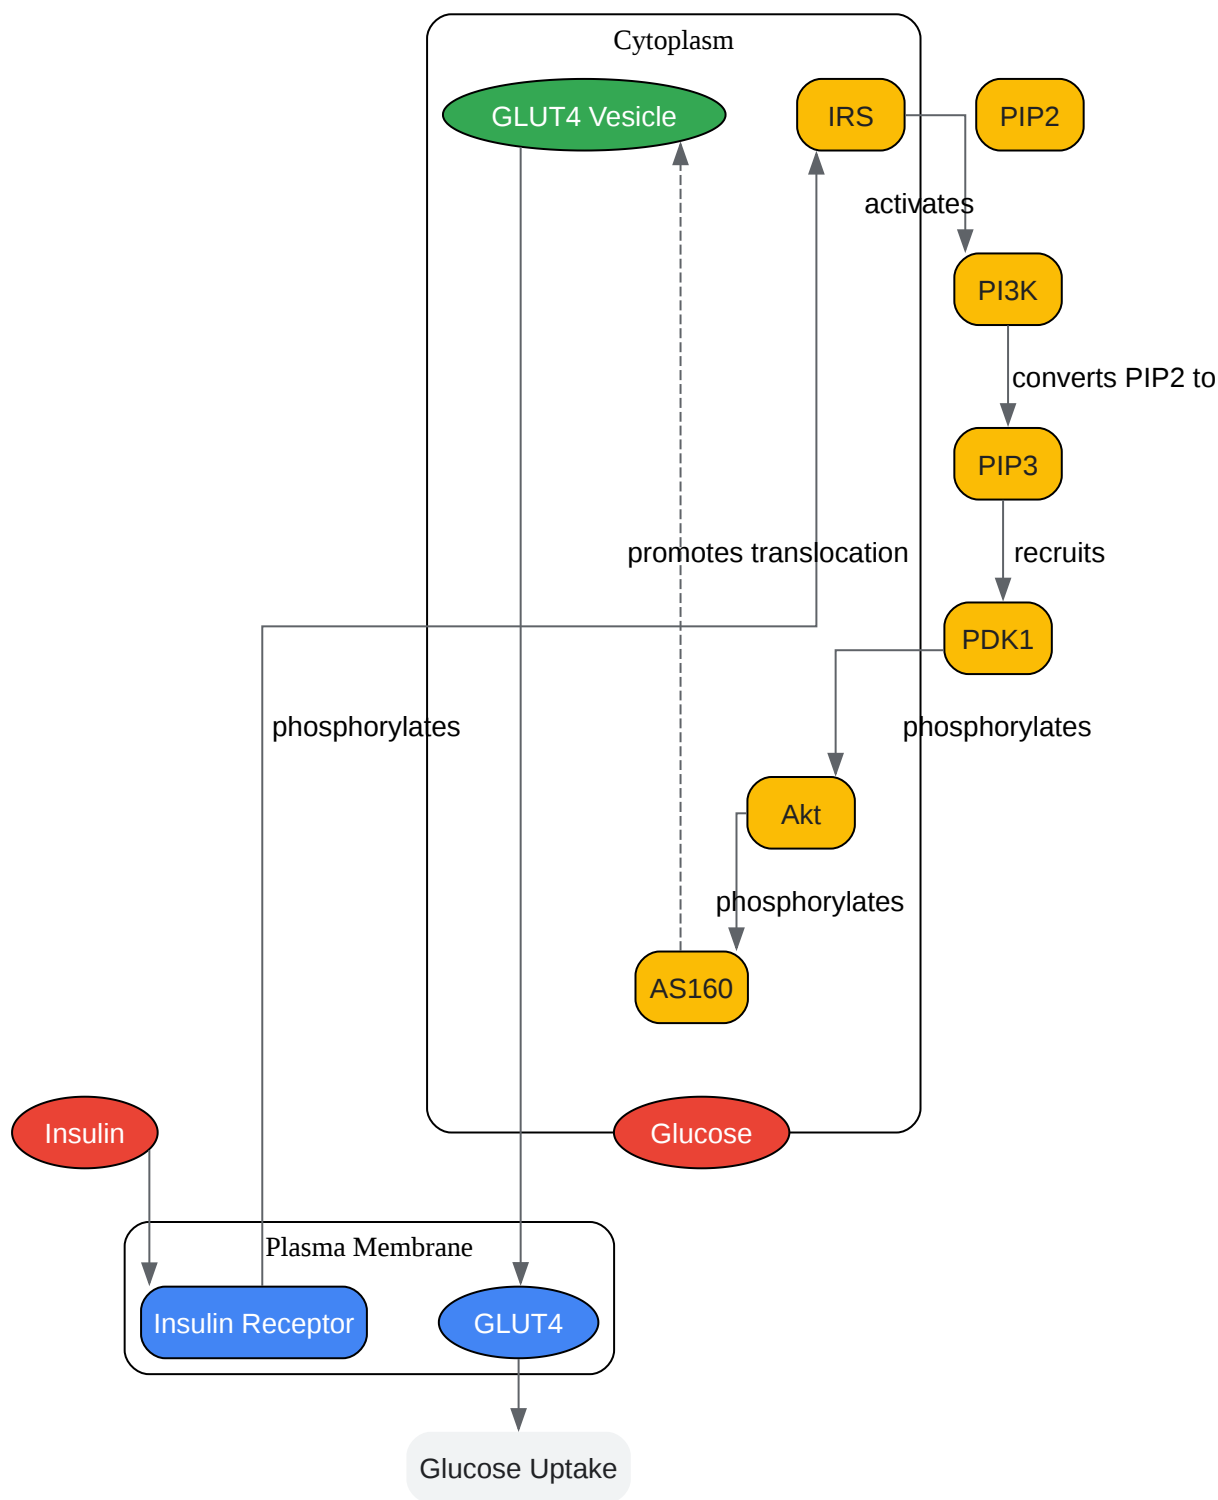 Cytoplasm
GLUT4 Vesicle
IRS
PIP2
activates
PI3K
converts PIP2 to
PIP3
promotes translocation
recruits
PDK1
phosphorylates
phosphorylates
Akt
phosphorylates
AS160
Insulin
Glucose
Plasma Membrane
Insulin Receptor
GLUT4
Glucose Uptake